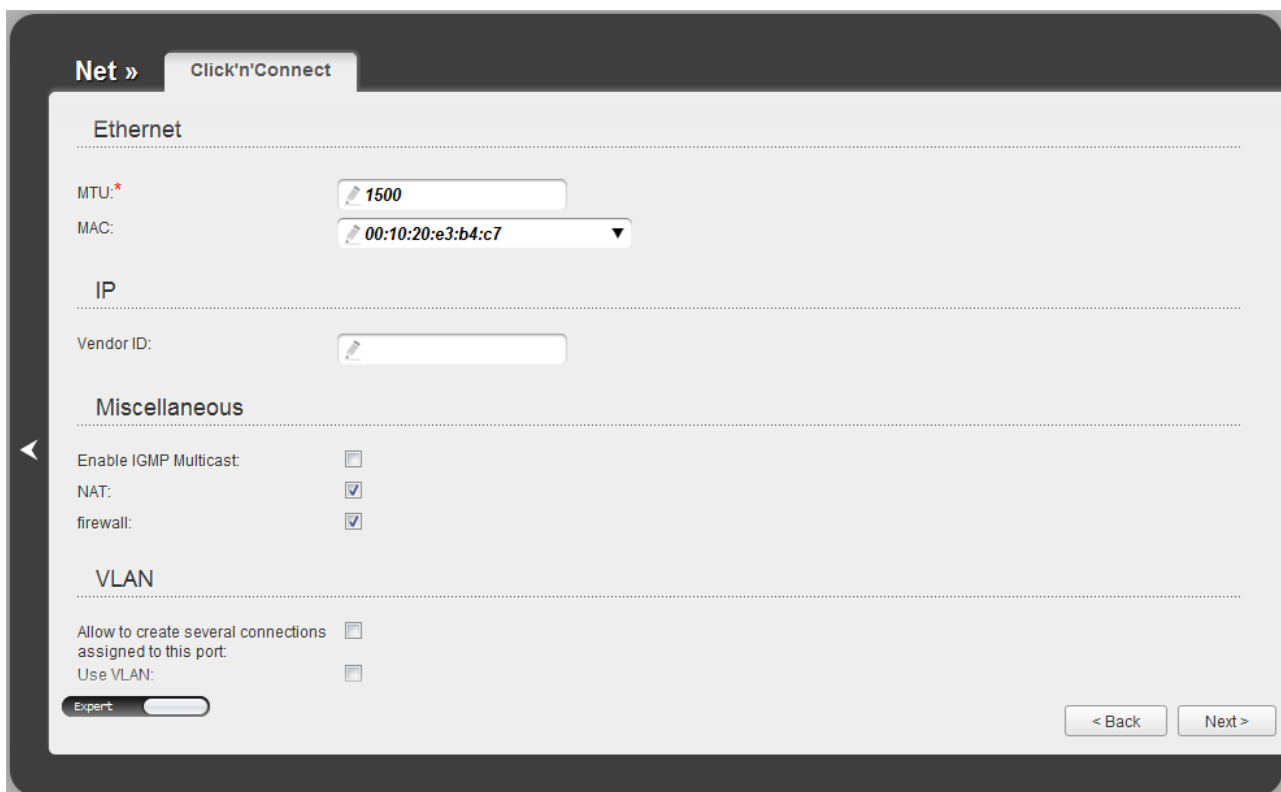 Net » Click'n'Connect
Ethernet
MTU:* 1500
MAC: 00:10:20:e3:b4:c7 ▼
IP
Vendor ID:
Miscellaneous
Enable IGMP Multicast:
NAT:
firewall:
VLAN
Allow to create several connections
assigned to this port:
Use VLAN:
Expert
< Back Next >